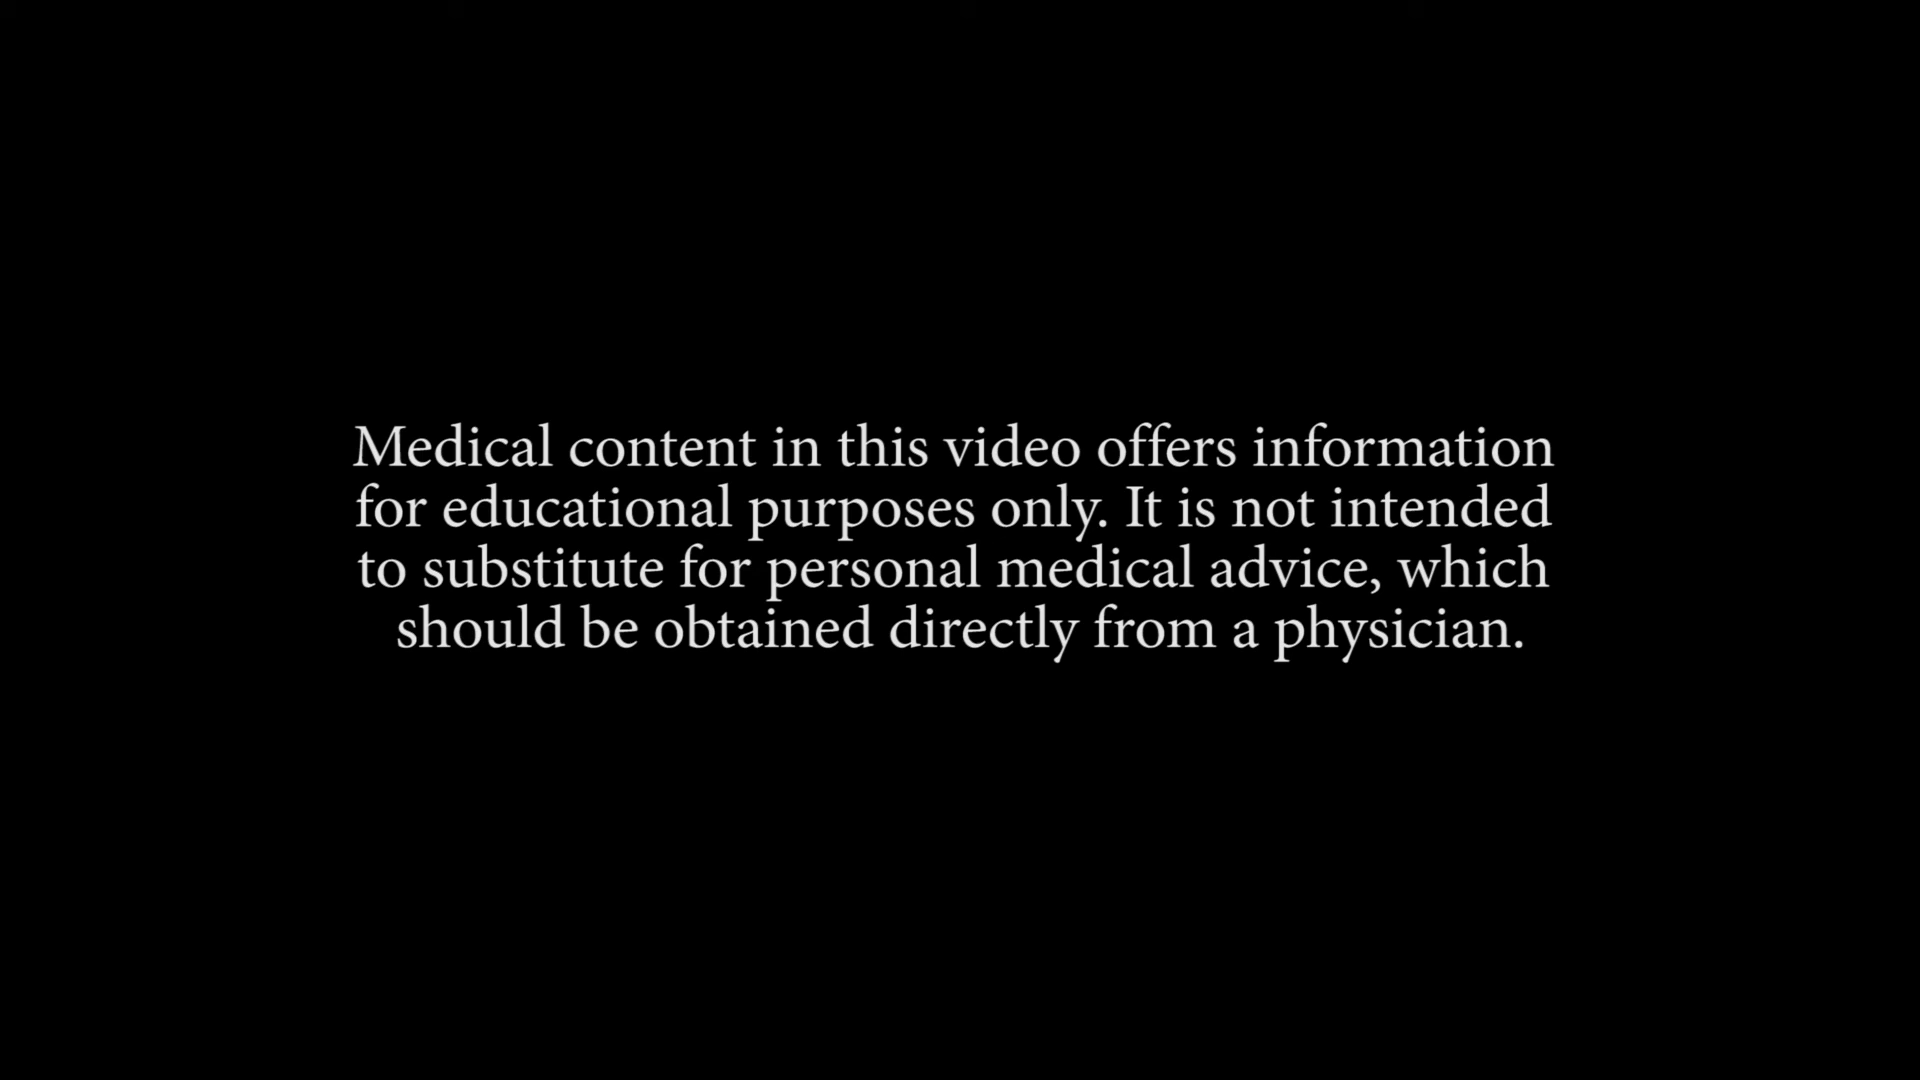 Medical content in this video offers information
for educational purposes only. It is not intended
to substitute for personal medical advice, which
should be obtained directly from a physician.